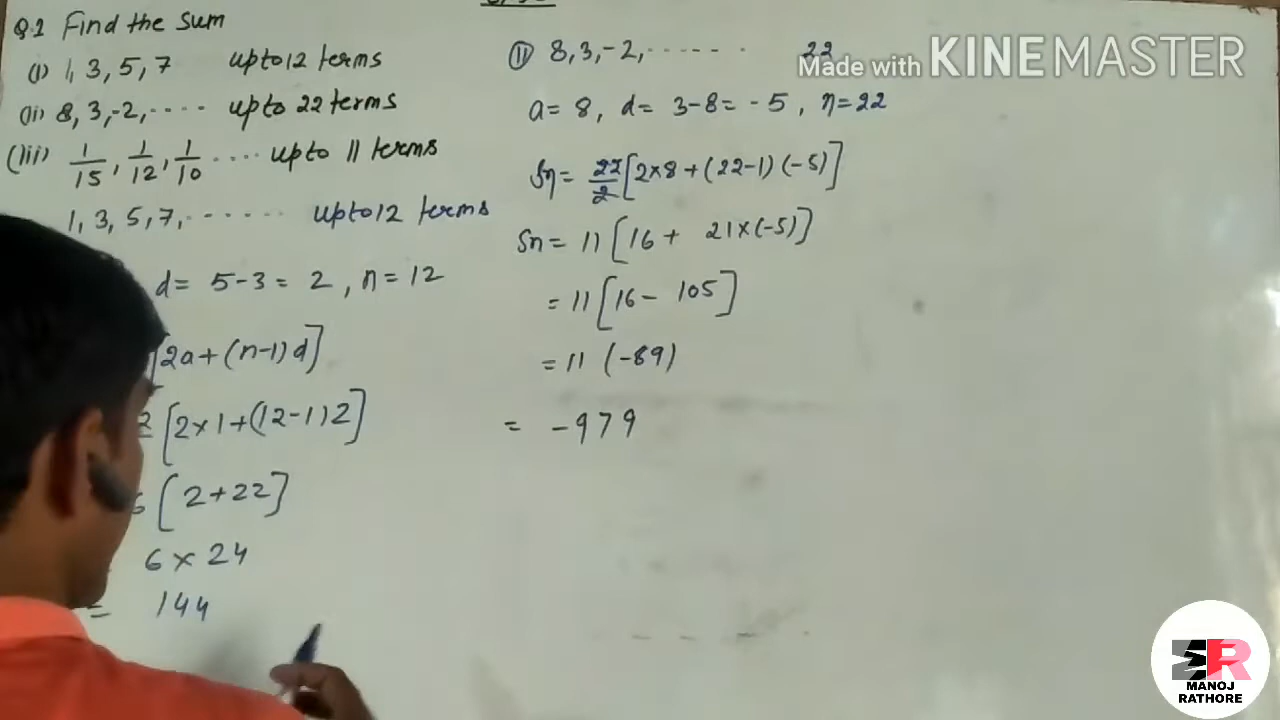 Q.1 Find the sum
(i) 1, 3, 5, 7 upto 12 terms
(ii) 8, 3, -2, .... upto 22 terms
(iii) 1/15, 1/12, 1/10 .... upto 11 terms
1, 3, 5, 7, ....... upto 12 terms
d = 5-3 = 2, n = 12
[2a + (n-1) d]
[2×1 + (12-1) 2]
[2+22]
6 × 24
= 144
(ii) 8, 3, -2, ...... 22
a = 8, d = 3-8 = -5, n = 22
Sn = 22/2 [2×8 + (22-1) (-5)]
Sn = 11 [16 + 21×(-5)]
= 11 [16 - 105]
= 11 (-89)
= -979
Made with KINEMASTER
SR
MANOJ
RATHORE